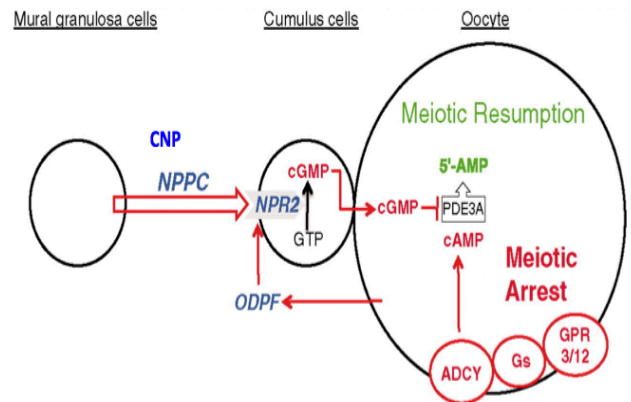 Mural granulosa cells
Cumulus cells
Oocyte
Meiotic Resumption
CNP
NPPC
cGMP
NPR2
GTP
cGMP
5'-AMP
PDE3A
cAMP
Meiotic
Arrest
ODPF
ADCY
Gs
GPR
3/12